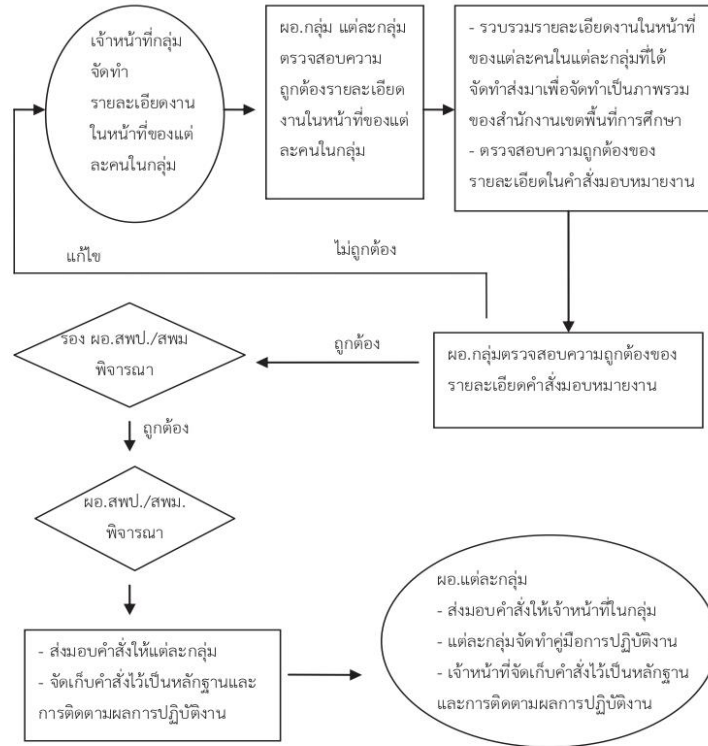 เจ้าหน้าที่กลุ่ม
จัดทำ
รายละเอียดงาน
ในหน้าที่ของแต่
ละคนในกลุ่ม
ผอ.กลุ่ม แต่ละกลุ่ม
ตรวจสอบความ
ถูกต้องรายละเอียด
งานในหน้าที่ของแต่
ละคนในกลุ่ม
- รวบรวมรายละเอียดงานในหน้าที่
ของแต่ละคนในแต่ละกลุ่มที่ได้
จัดทำส่งมาเพื่อจัดทำเป็นภาพรวม
ของสำนักงานเขตพื้นที่การศึกษา
- ตรวจสอบความถูกต้องของ
รายละเอียดในคำสั่งมอบหมายงาน
แก้ไข
ไม่ถูกต้อง
ผอ.กลุ่มตรวจสอบความถูกต้องของ
รายละเอียดคำสั่งมอบหมายงาน
ถูกต้อง
รอง ผอ.สพป./สพม
พิจารณา
ถูกต้อง
ผอ.สพป./สพม.
พิจารณา
- ส่งมอบคำสั่งให้แต่ละกลุ่ม
- จัดเก็บคำสั่งไว้เป็นหลักฐานและ
การติดตามผลการปฏิบัติงาน
ผอ.แต่ละกลุ่ม
- ส่งมอบคำสั่งให้เจ้าหน้าที่ในกลุ่ม
- แต่ละกลุ่มจัดทำคู่มือการปฏิบัติงาน
- เจ้าหน้าที่จัดเก็บคำสั่งไว้เป็นหลักฐาน
และการติดตามผลการปฏิบัติงาน